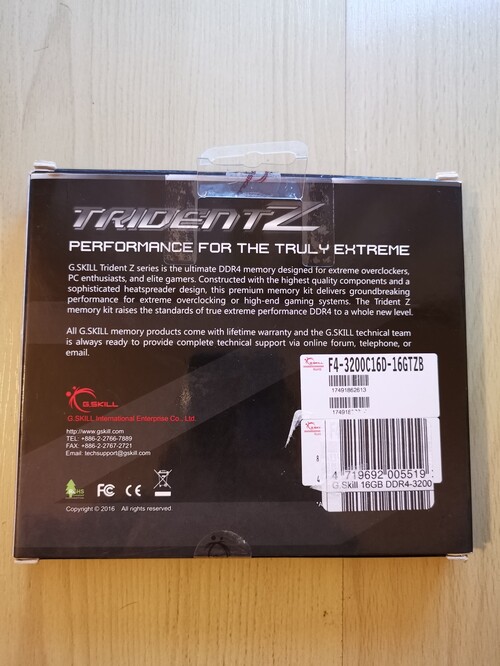 TRIDENT Z
PERFORMANCE FOR THE TRULY EXTREME
G.SKILL Trident Z series is the ultimate DDR4 memory designed for extreme overclockers,
PC enthusiasts, and elite gamers. Constructed with the highest quality components and a
sophisticated heatspreader design, this premium memory kit delivers groundbreaking
performance for extreme overclocking or high-end gaming systems. The Trident Z
memory kit raises the standards of true extreme performance DDR4 to a whole new level.
All G.SKILL memory products come with lifetime warranty and the G.SKILL technical team
is always ready to provide complete technical support via online forum, telephone, or
email.
F4-3200C16D-16GTZB
17491862613
17491
G.SKILL
G.SKILL International Enterprise Co., Ltd.
http://www.gskill.com
TEL: +886-2-2766-7889
FAX: +886-2-2767-2721
Email: techsupport@gskill.com
8
4
4 719692 005519
G.Skill 16GB DDR4-3200
FC CE
Copyright © 2016 All rights reserved.